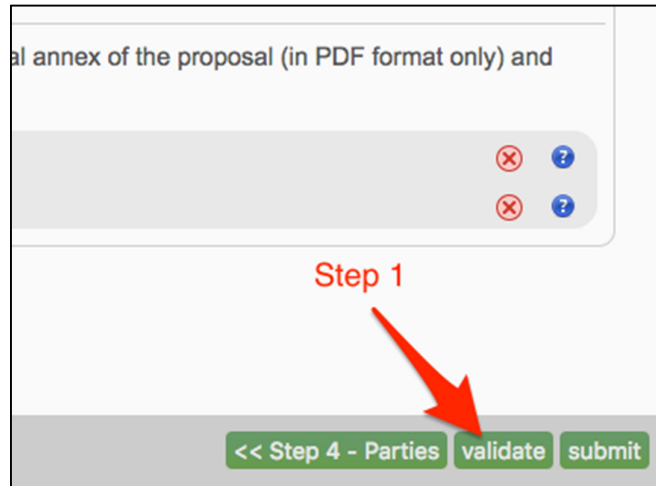 al annex of the proposal (in PDF format only) and
Step 1
<< Step 4 - Parties validate submit